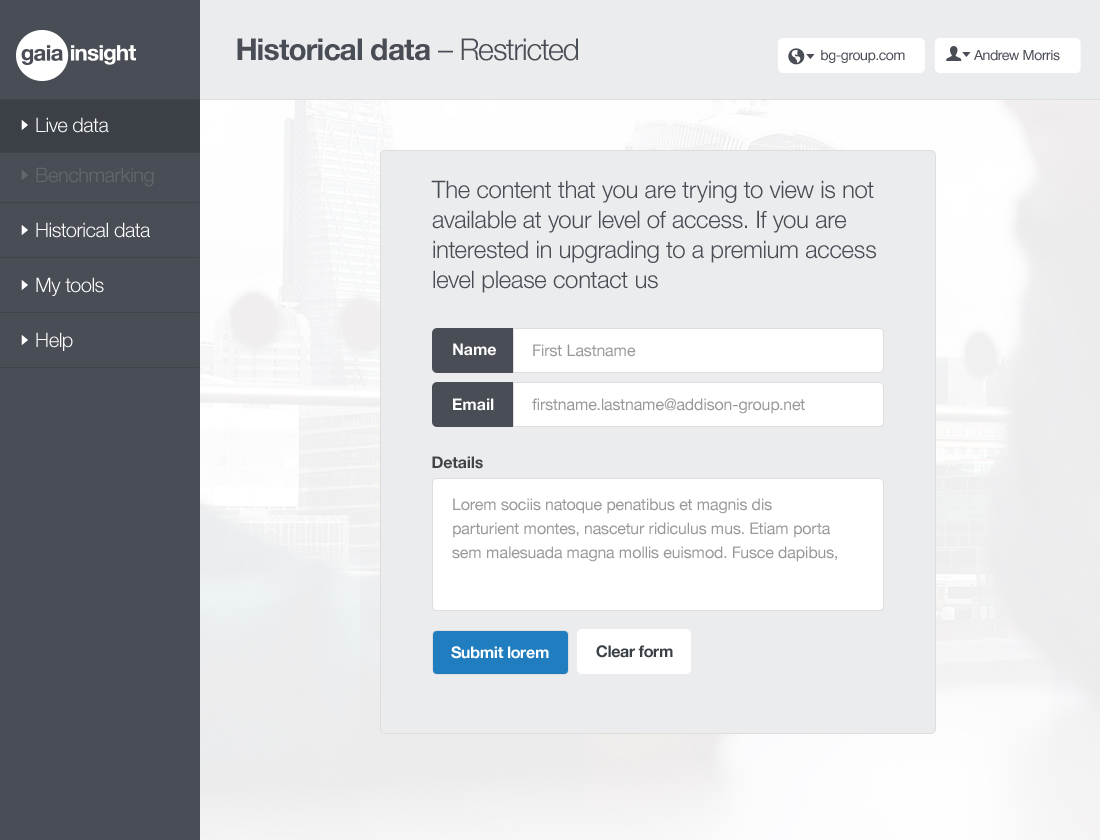 gaia insight
Historical data – Restricted
bg-group.com
Andrew Morris
Live data
Benchmarking
Historical data
My tools
Help
The content that you are trying to view is not
available at your level of access. If you are
interested in upgrading to a premium access
level please contact us
Name
First Lastname
Email
firstname.lastname@addison-group.net
Details
Lorem sociis natoque penatibus et magnis dis
parturient montes, nascetur ridiculus mus. Etiam porta
sem malesuada magna mollis euismod. Fusce dapibus,
Submit lorem
Clear form